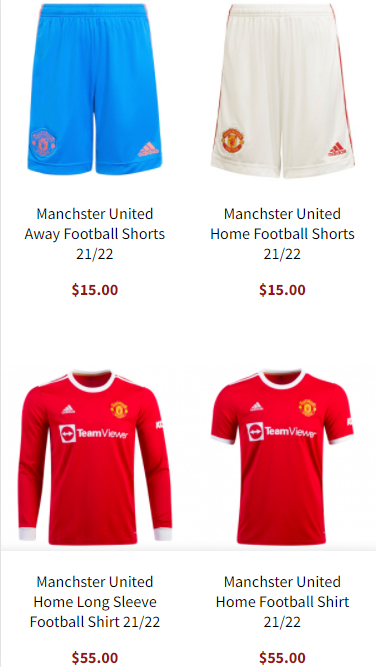 Manchster United
Away Football Shorts
21/22
$15.00
Manchster United
Home Football Shorts
21/22
$15.00
adidas
TeamViewer
adidas
TeamViewer
Manchster United
Home Long Sleeve
Football Shirt 21/22
$55.00
Manchster United
Home Football Shirt
21/22
$55.00